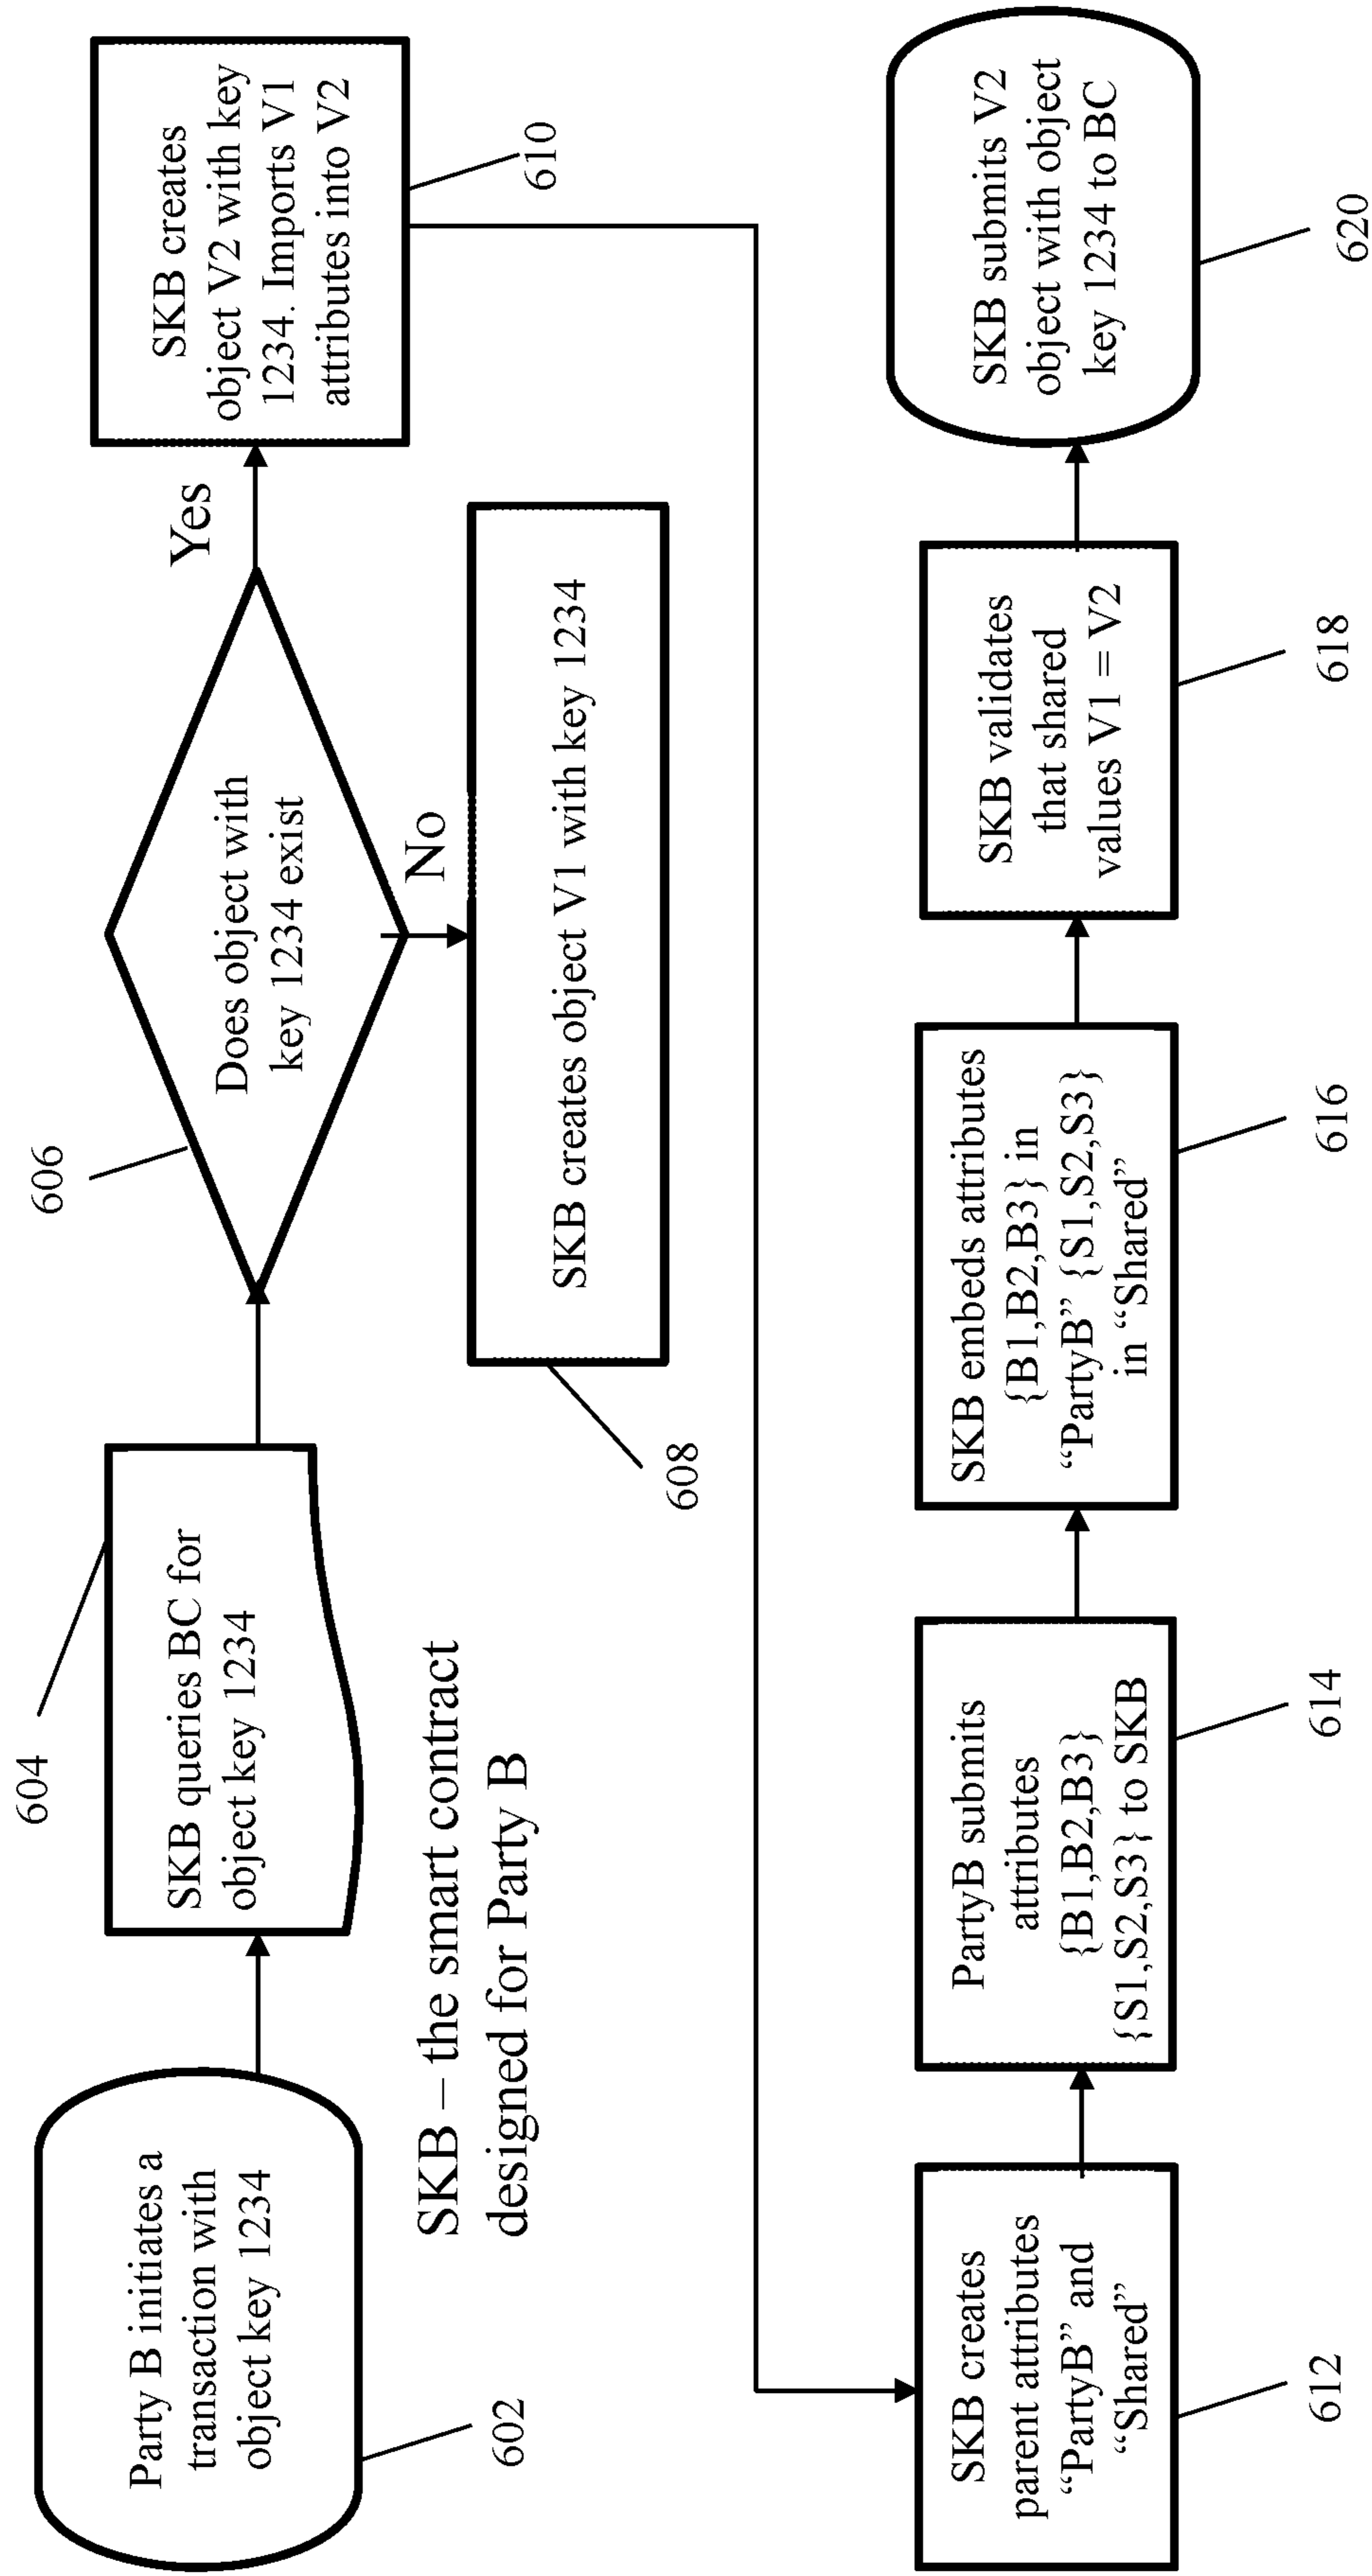 Party B initiates a
transaction with
object key 1234
602
SKB queries BC for
object key 1234
604
Does object with
key 1234 exist
606
Yes
No
SKB creates object V1 with key 1234
608
SKB creates
object V2 with key
1234. Imports V1
attributes into V2
610
SKB – the smart contract
designed for Party B
SKB creates
parent attributes
“PartyB” and
“Shared”
612
PartyB submits
attributes
{B1,B2,B3}
{S1,S2,S3} to SKB
614
SKB embeds attributes
{B1,B2,B3} in
“PartyB” {S1,S2,S3}
in “Shared”
616
SKB validates
that shared
values V1 = V2
618
SKB submits V2
object with object
key 1234 to BC
620